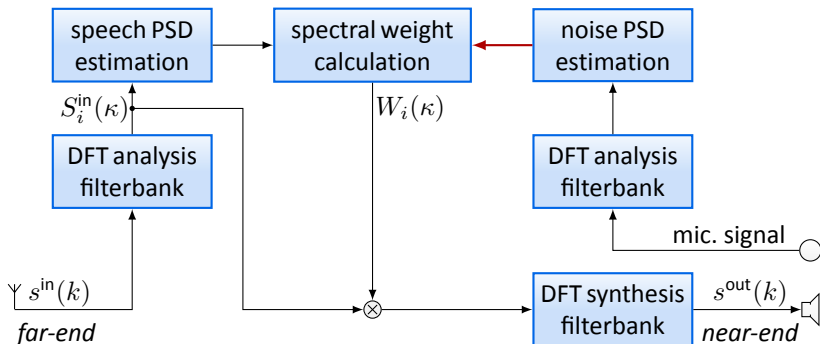 speech PSD
estimation
spectral weight
calculation
noise PSD
estimation
S_i^in(κ)
W_i(κ)
DFT analysis
filterbank
DFT analysis
filterbank
mic. signal
s^in(k)
far-end
DFT synthesis
filterbank
s^out(k)
near-end